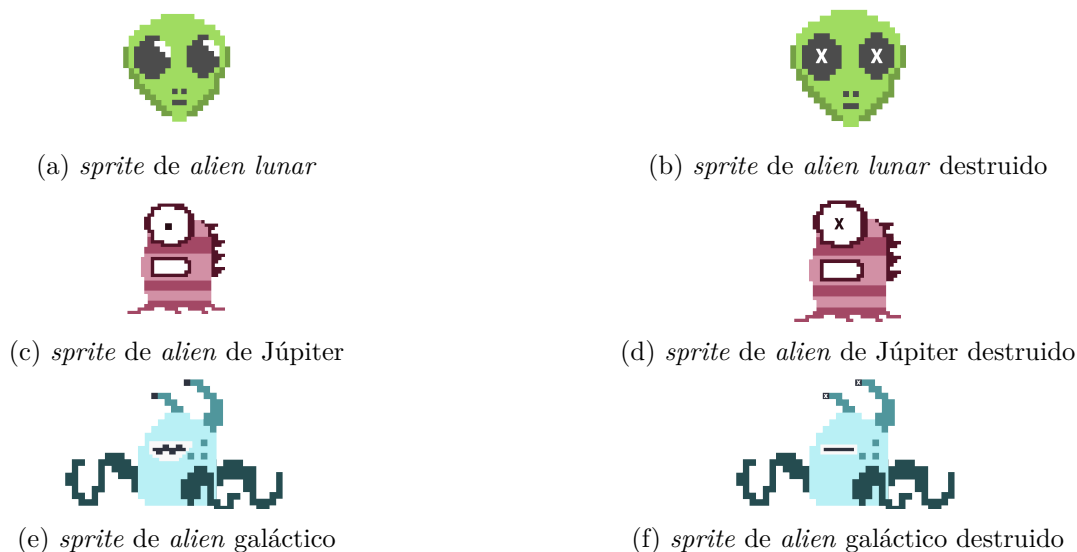 x x
(a) sprite de alien lunar
(b) sprite de alien lunar destruido
x
(c) sprite de alien de Júpiter
(d) sprite de alien de Júpiter destruido
x x
(e) sprite de alien galáctico
(f) sprite de alien galáctico destruido